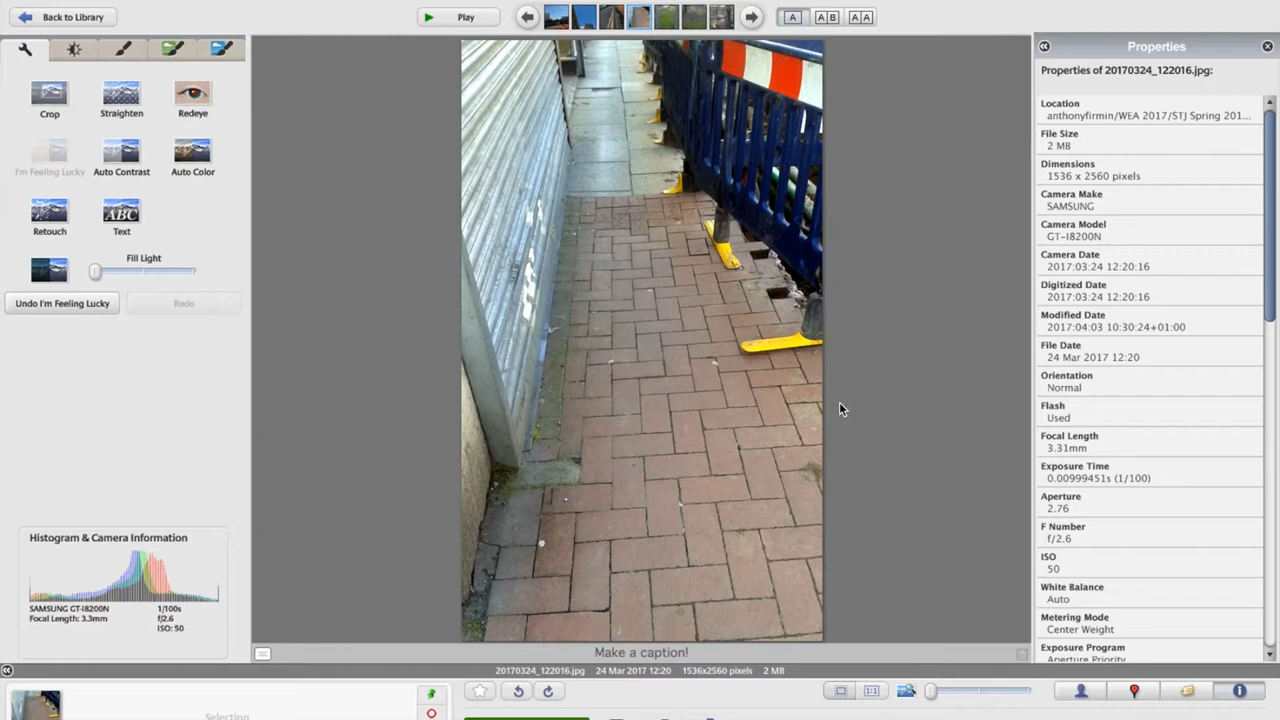 Back to Library
Play
A
A B
A A
Crop
Straighten
Redeye
I'm Feeling Lucky
Auto Contrast
Auto Color
ABC
Retouch
Text
Fill Light
Undo I'm Feeling Lucky
Redo
Histogram & Camera Information
SAMSUNG GT-I8200N
1/100s
Focal Length: 3.3mm
f/2.6
ISO: 50
Selection
Make a caption!
20170324_122016.jpg
24 Mar 2017 12:20
1536x2560 pixels
2 MB
1:1
Properties
Properties of 20170324_122016.jpg:
Location
anthonyfirmin/WEA 2017/STJ Spring 201...
File Size
2 MB
Dimensions
1536 x 2560 pixels
Camera Make
SAMSUNG
Camera Model
GT-I8200N
Camera Date
2017:03:24 12:20:16
Digitized Date
2017:03:24 12:20:16
Modified Date
2017:04:03 10:30:24+01:00
File Date
24 Mar 2017 12:20
Orientation
Normal
Flash
Used
Focal Length
3.31mm
Exposure Time
0.00999451s (1/100)
Aperture
2.76
F Number
f/2.6
ISO
50
White Balance
Auto
Metering Mode
Center Weight
Exposure Program
Aperture Priority